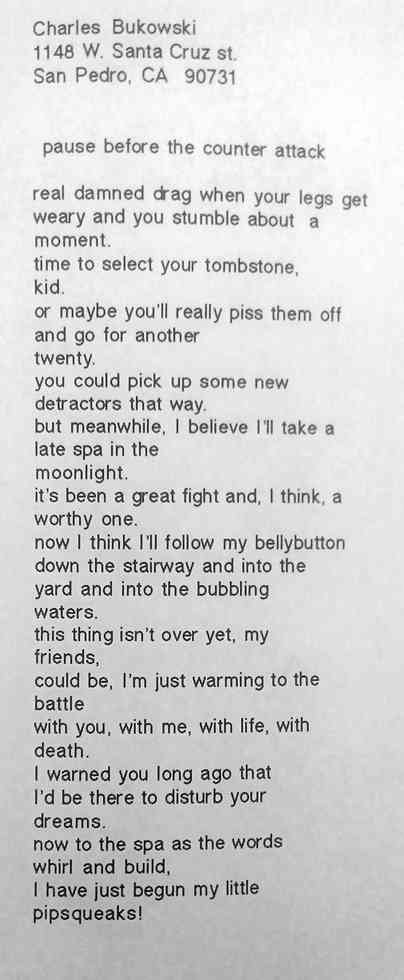 Charles Bukowski
1148 W. Santa Cruz st.
San Pedro, CA 90731
pause before the counter attack
real damned drag when your legs get
weary and you stumble about a
moment.
time to select your tombstone,
kid.
or maybe you'll really piss them off
and go for another
twenty.
you could pick up some new
detractors that way.
but meanwhile, I believe I'll take a
late spa in the
moonlight.
it's been a great fight and, I think, a
worthy one.
now I think I'll follow my bellybutton
down the stairway and into the
yard and into the bubbling
waters.
this thing isn't over yet, my
friends,
could be, I'm just warming to the
battle
with you, with me, with life, with
death.
I warned you long ago that
I'd be there to disturb your
dreams.
now to the spa as the words
whirl and build,
I have just begun my little
pipsqueaks!